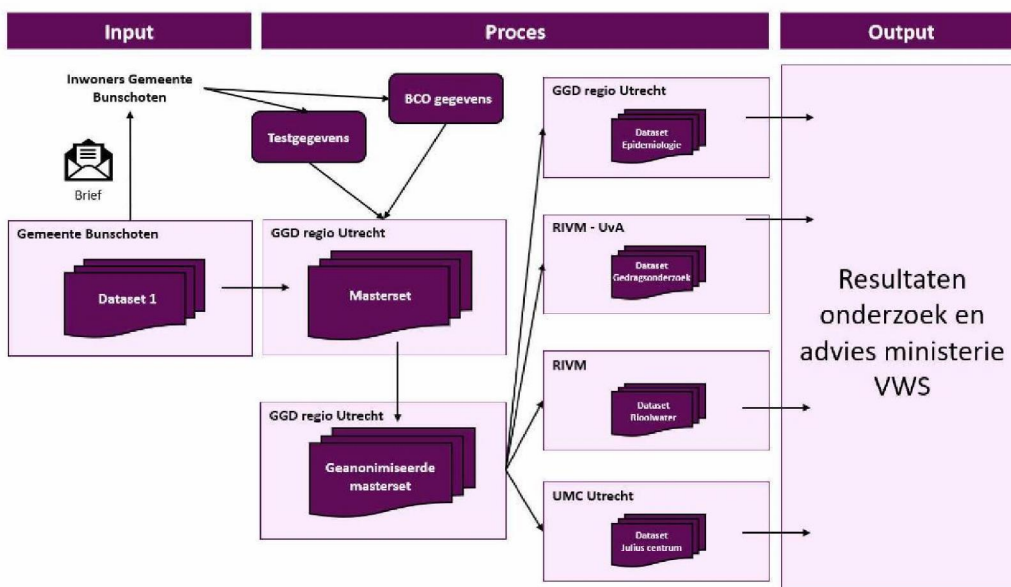 Input
Proces
Output
Inwoners Gemeente
Bunschoten
Brief
Gemeente Bunschoten
Dataset 1
Testgegevens
BCO gegevens
GGD regio Utrecht
Masterset
GGD regio Utrecht
Geanonimiseerde
masterset
GGD regio Utrecht
Dataset
Epidemiologie
RIVM - UvA
Dataset
Gedragsonderzoek
RIVM
Dataset
Rioolwater
UMC Utrecht
Dataset
Julius centrum
Resultaten
onderzoek en
advies ministerie
VWS